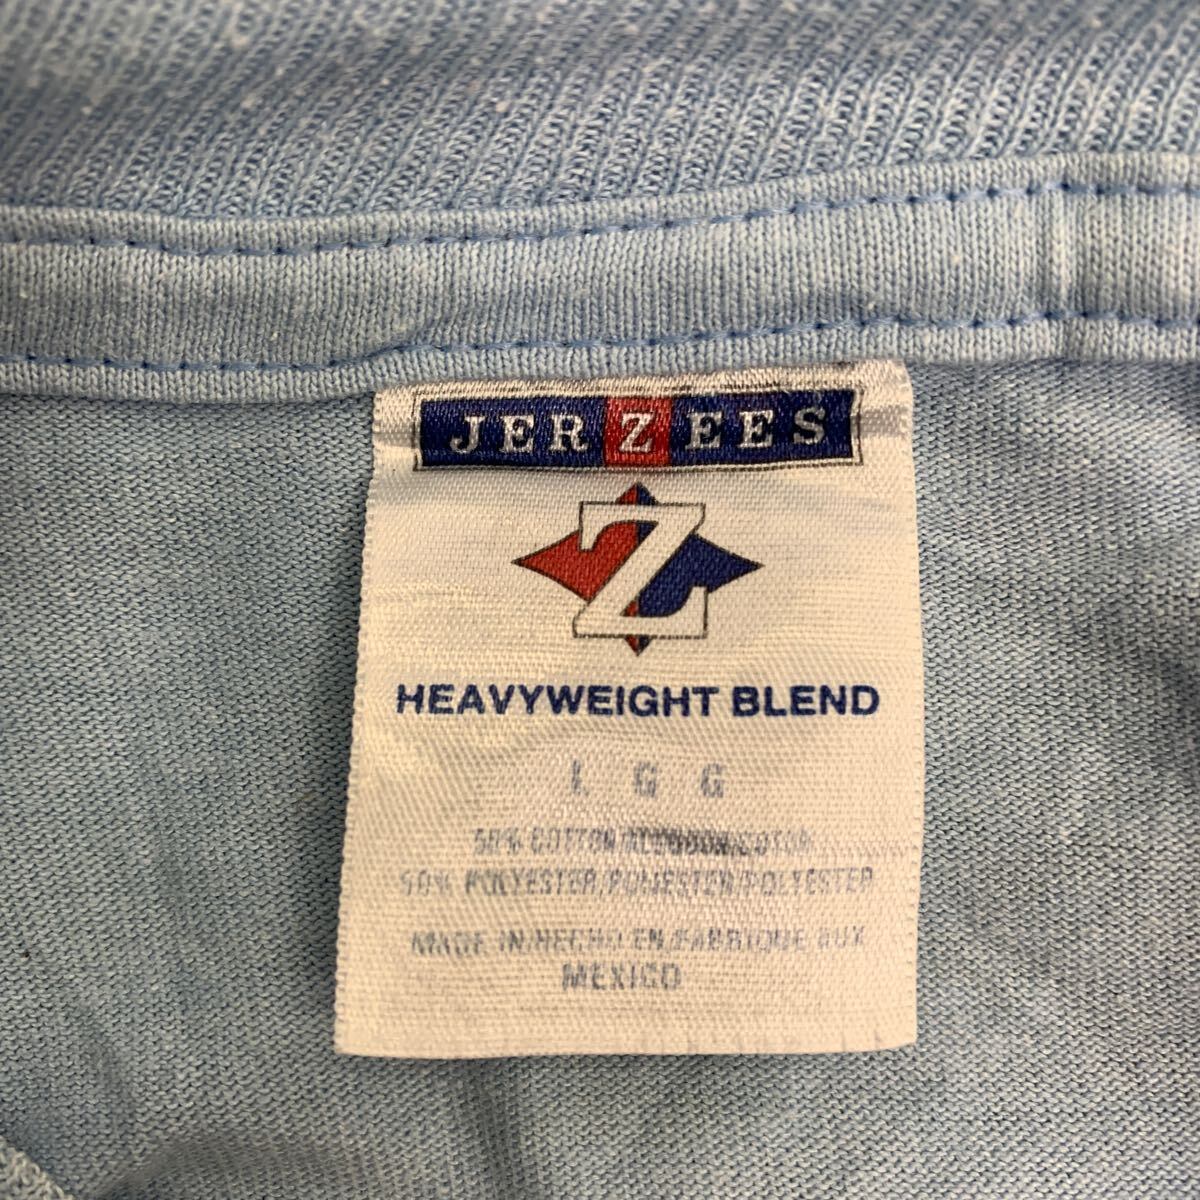 JERZEES
Z
HEAVYWEIGHT BLEND
L G G
50% COTTON/ALGODON/COTON
50% POLYESTER/POLIESTER/POLYESTER
MADE IN/HECHO EN/FABRIQUE AUX
MEXICO